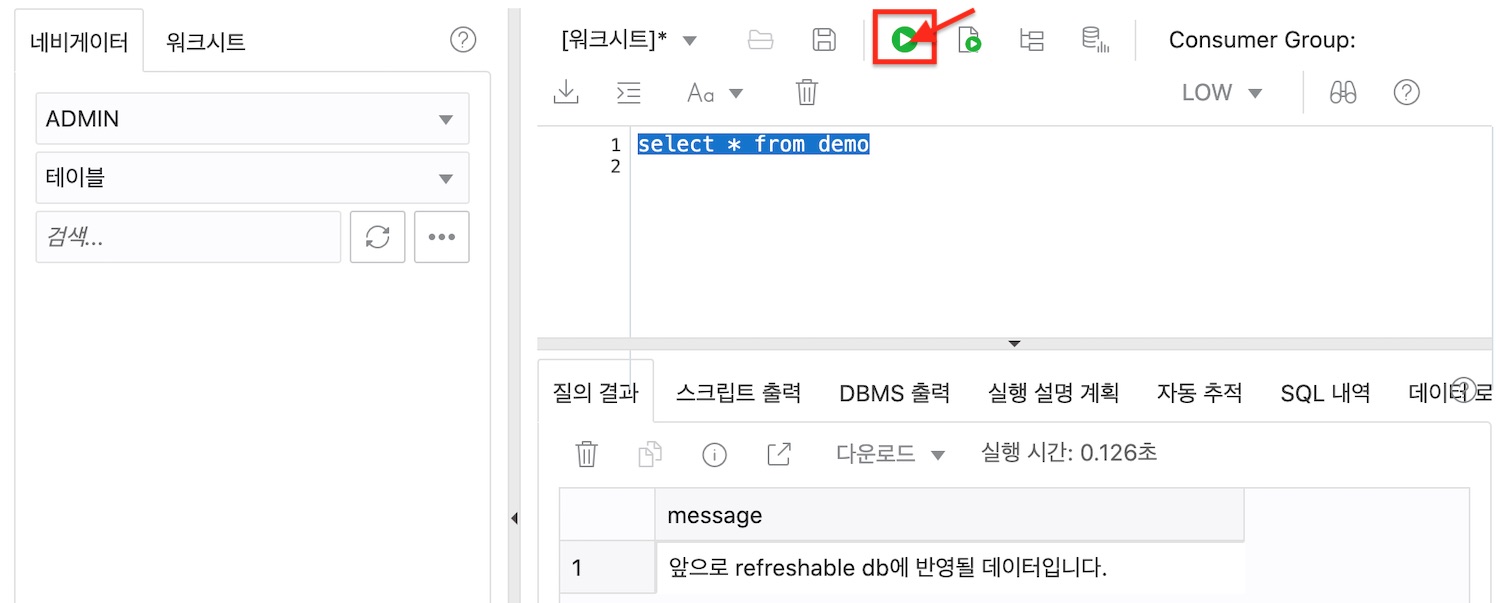 네비게이터 워크시트
ADMIN
테이블
검색...
[워크시트]* Consumer Group:
Aa LOW
1 select * from demo
2
질의 결과 스크립트 출력 DBMS 출력 실행 설명 계획 자동 추적 SQL 내역 데이터 로
다운로드 실행 시간: 0.126초
message
1 앞으로 refreshable db에 반영될 데이터입니다.